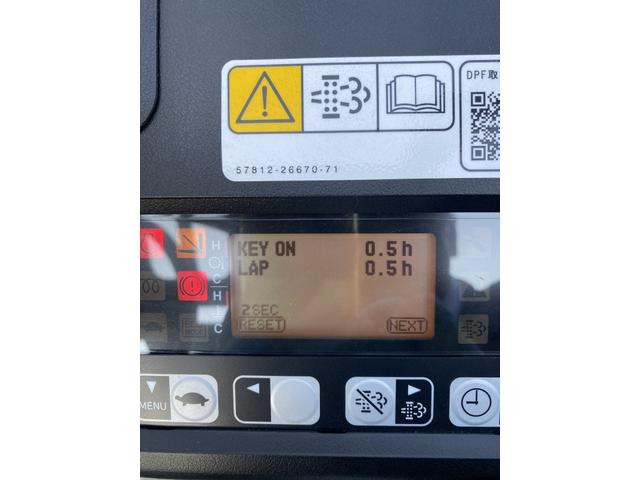 DPF取
57812-26670-71
KEY ON 0.5h
LAP 0.5h
2SEC
RESET NEXT
H
C
H
C
MENU